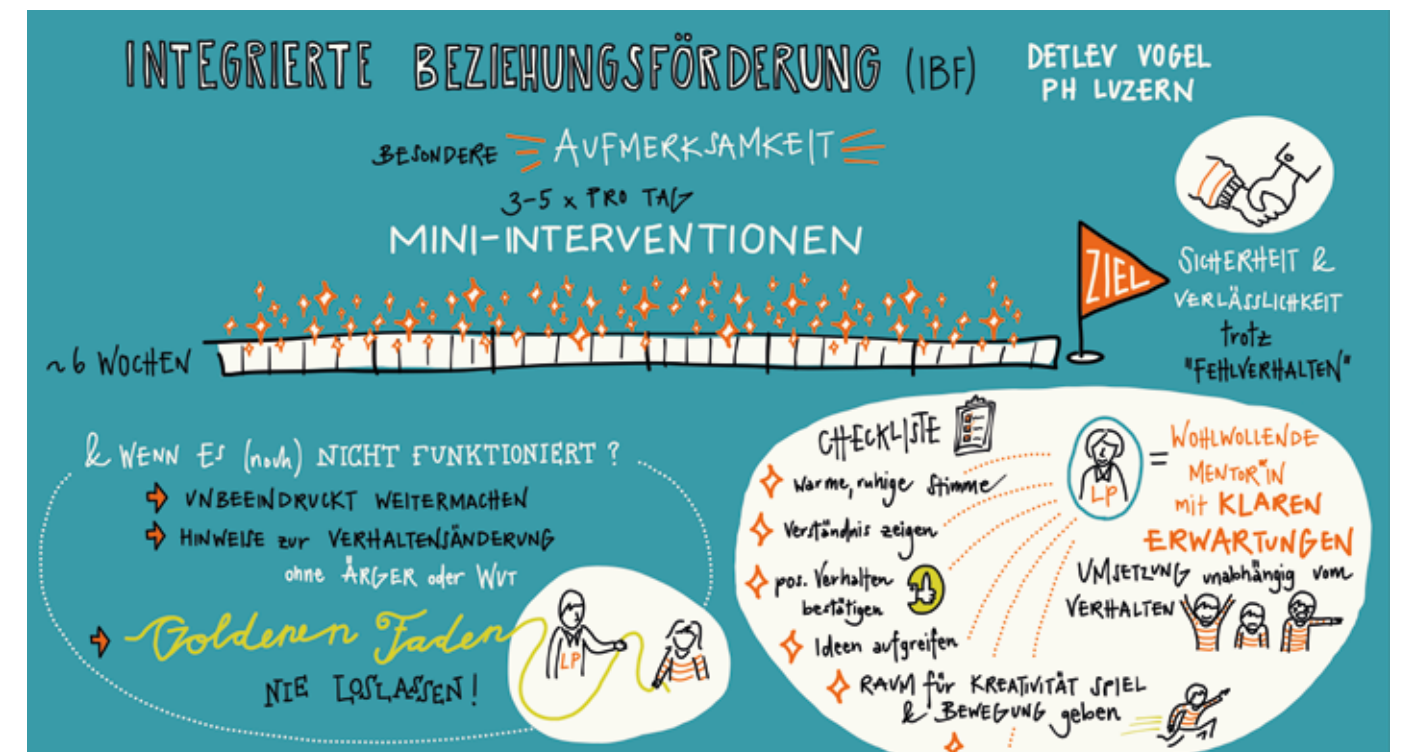 INTEGRIERTE BEZIEHUNGSFÖRDERUNG (IBF)
DETLEV VOGEL
PH LUZERN
BESONDERE AUFMERKSAMKEIT
3-5 x PRO TAG
MINI-INTERVENTIONEN
~6 WOCHEN
ZIEL
SICHERHEIT &
VERLÄSSLICHKEIT
trotz
"FEHLVERHALTEN"
& WENN ES (noch) NICHT FUNKTIONIERT?
UNBEEINDRUCKT WEITERMACHEN
HINWEISE zur VERHALTENSÄNDERUNG
ohne ÄRGER oder WUT
Goldenen Faden
NIE LOSLASSEN!
LP
CHECKLISTE
warme, ruhige Stimme
Verständnis zeigen
pos. Verhalten
bestätigen
Ideen aufgreifen
RAUM für KREATIVITÄT SPIEL
& BEWEGUNG geben
LP
= WOHLWOLLENDE
MENTOR*IN
mit KLAREN
ERWARTUNGEN
UMSETZUNG unabhängig vom
VERHALTEN